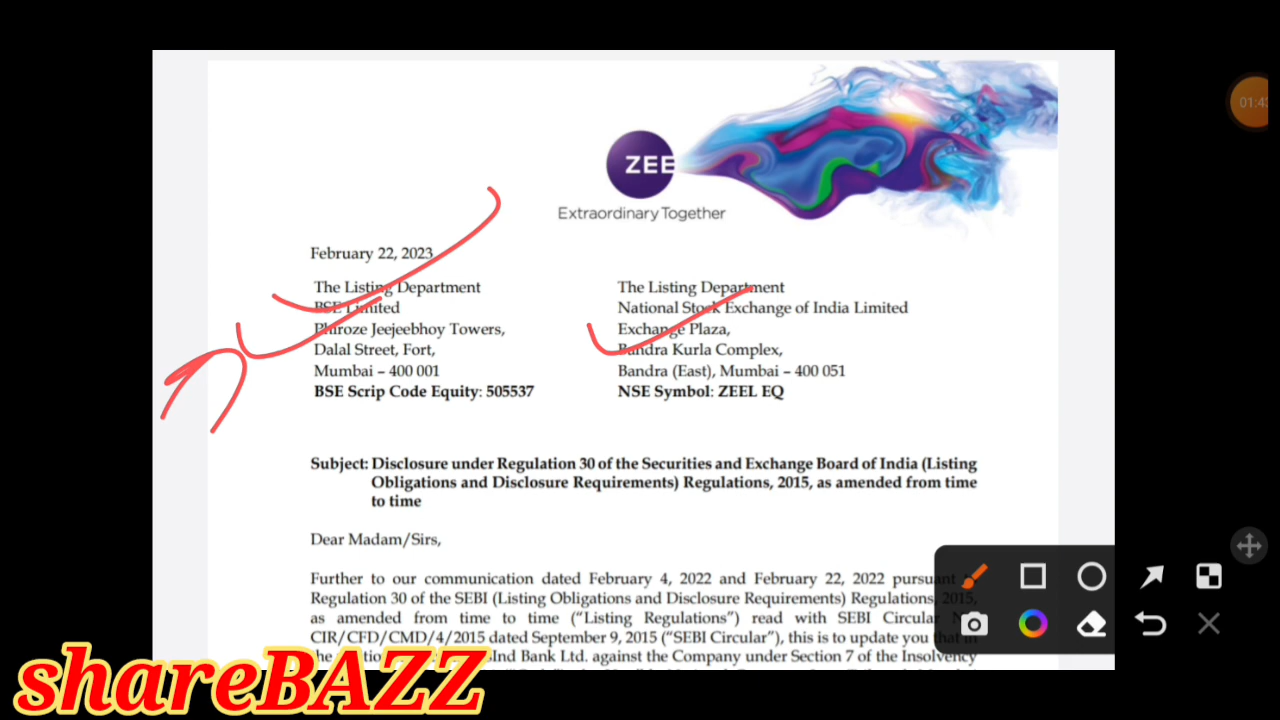 ZEE
Extraordinary Together
01:43
February 22, 2023
The Listing Department
BSE Limited
Phiroze Jeejeebhoy Towers,
Dalal Street, Fort,
Mumbai – 400 001
BSE Scrip Code Equity: 505537
The Listing Department
National Stock Exchange of India Limited
Exchange Plaza,
Bandra Kurla Complex,
Bandra (East), Mumbai – 400 051
NSE Symbol: ZEEL EQ
Subject: Disclosure under Regulation 30 of the Securities and Exchange Board of India (Listing
Obligations and Disclosure Requirements) Regulations, 2015, as amended from time
to time
Dear Madam/Sirs,
Further to our communication dated February 4, 2022 and February 22, 2022 pursuant
Regulation 30 of the SEBI (Listing Obligations and Disclosure Requirements) Regulations, 2015,
as amended from time to time (“Listing Regulations”) read with SEBI Circular
CIR/CFD/CMD/4/2015 dated September 9, 2015 (“SEBI Circular”), this is to update you that in
Bank Ltd. against the Company under Section 7 of the Insolvency
shareBAZZ